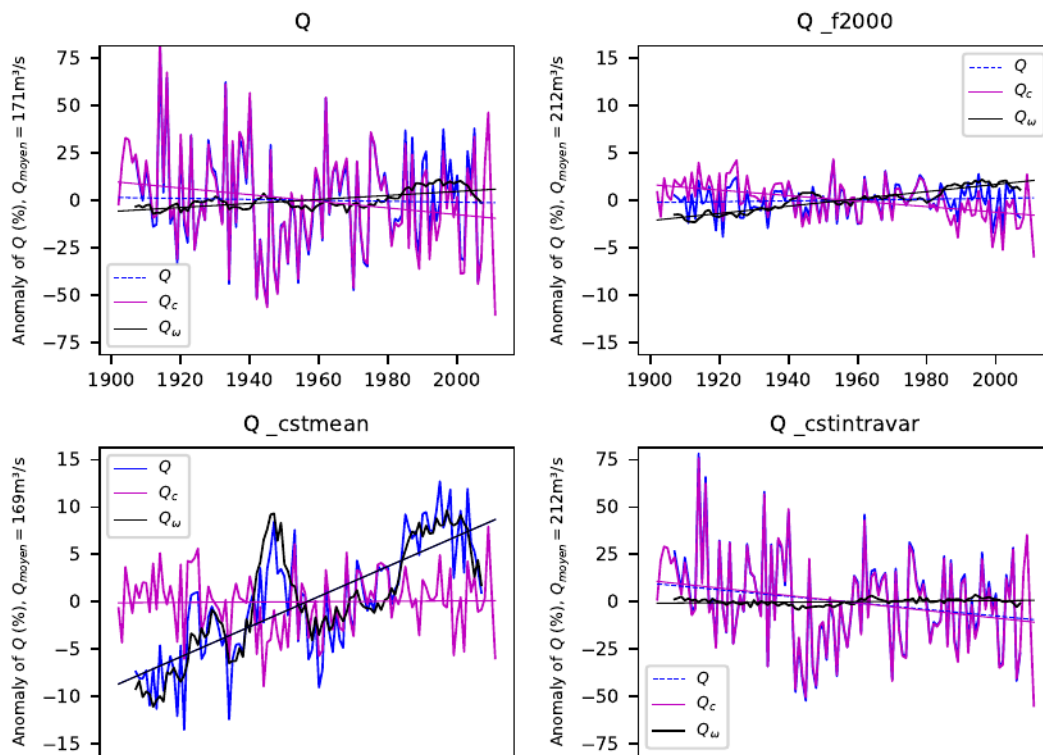 Q
Anomaly of Q (%), Q_moyen = 171m³/s
75
50
25
0
−25
−50
−75
Q
Q_c
Q_ω
1900 1920 1940 1960 1980 2000
Q _f2000
Anomaly of Q (%), Q_moyen = 212m³/s
15
10
5
0
−5
−10
−15
Q
Q_c
Q_ω
1900 1920 1940 1960 1980 2000
Q _cstmean
Anomaly of Q (%), Q_moyen = 169m³/s
15
10
5
0
−5
−10
−15
Q
Q_c
Q_ω
Q _cstintravar
Anomaly of Q (%), Q_moyen = 212m³/s
75
50
25
0
−25
−50
−75
Q
Q_c
Q_ω